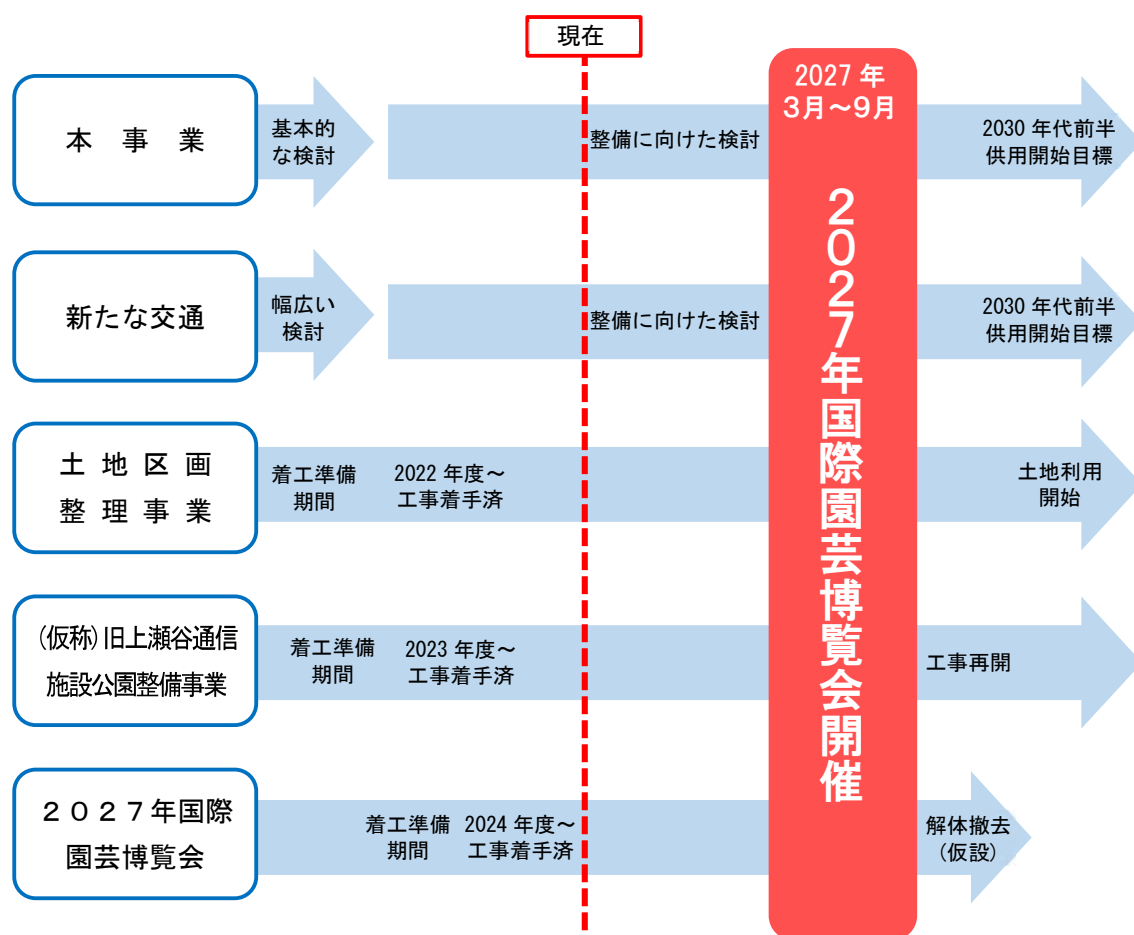 現在
2027 年
3月～9月
2027年国際園芸博覧会開催
本事業
基本的
な検討
整備に向けた検討
2030 年代前半
供用開始目標
新たな交通
幅広い
検討
整備に向けた検討
2030 年代前半
供用開始目標
土地区画
整理事業
着工準備
期間
2022 年度～
工事着手済
土地利用
開始
(仮称)旧上瀬谷通信
施設公園整備事業
着工準備
期間
2023 年度～
工事着手済
工事再開
2027年国際
園芸博覧会
着工準備
期間
2024 年度～
工事着手済
解体撤去
(仮設)